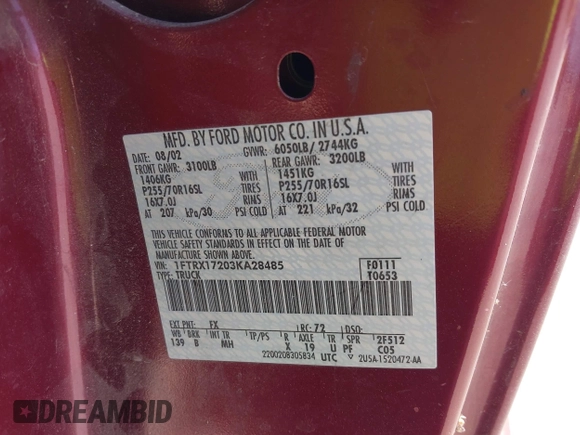 MFD. BY FORD MOTOR CO. IN U.S.A.
DATE: 08/02 GVWR: 6050LB/ 2744KG
FRONT GAWR: 3100LB REAR GAWR: 3200LB
1406KG WITH 1451KG WITH
P255/70R16SL TIRES P255/70R16SL TIRES
16X7.0J RIMS 16X7.0J RIMS
AT 207 kPa/30 PSI COLD AT 221 kPa/32 PSI COLD
THIS VEHICLE CONFORMS TO ALL APPLICABLE FEDERAL MOTOR
VEHICLE SAFETY STANDARDS IN EFFECT ON THE DATE OF
MANUFACTURE SHOWN ABOVE.
VIN: 1FTRX17203KA28485 F0111
TYPE: TRUCK T0653
EXT PNT: FX RC: 72 DSO:
WB BRK INT TR TP/PS R AXLE TR SPR 2F512
139 B MH X 19 U PF C05
2200208305834 UTC 2U5A-1520472-AA
DREAMBID